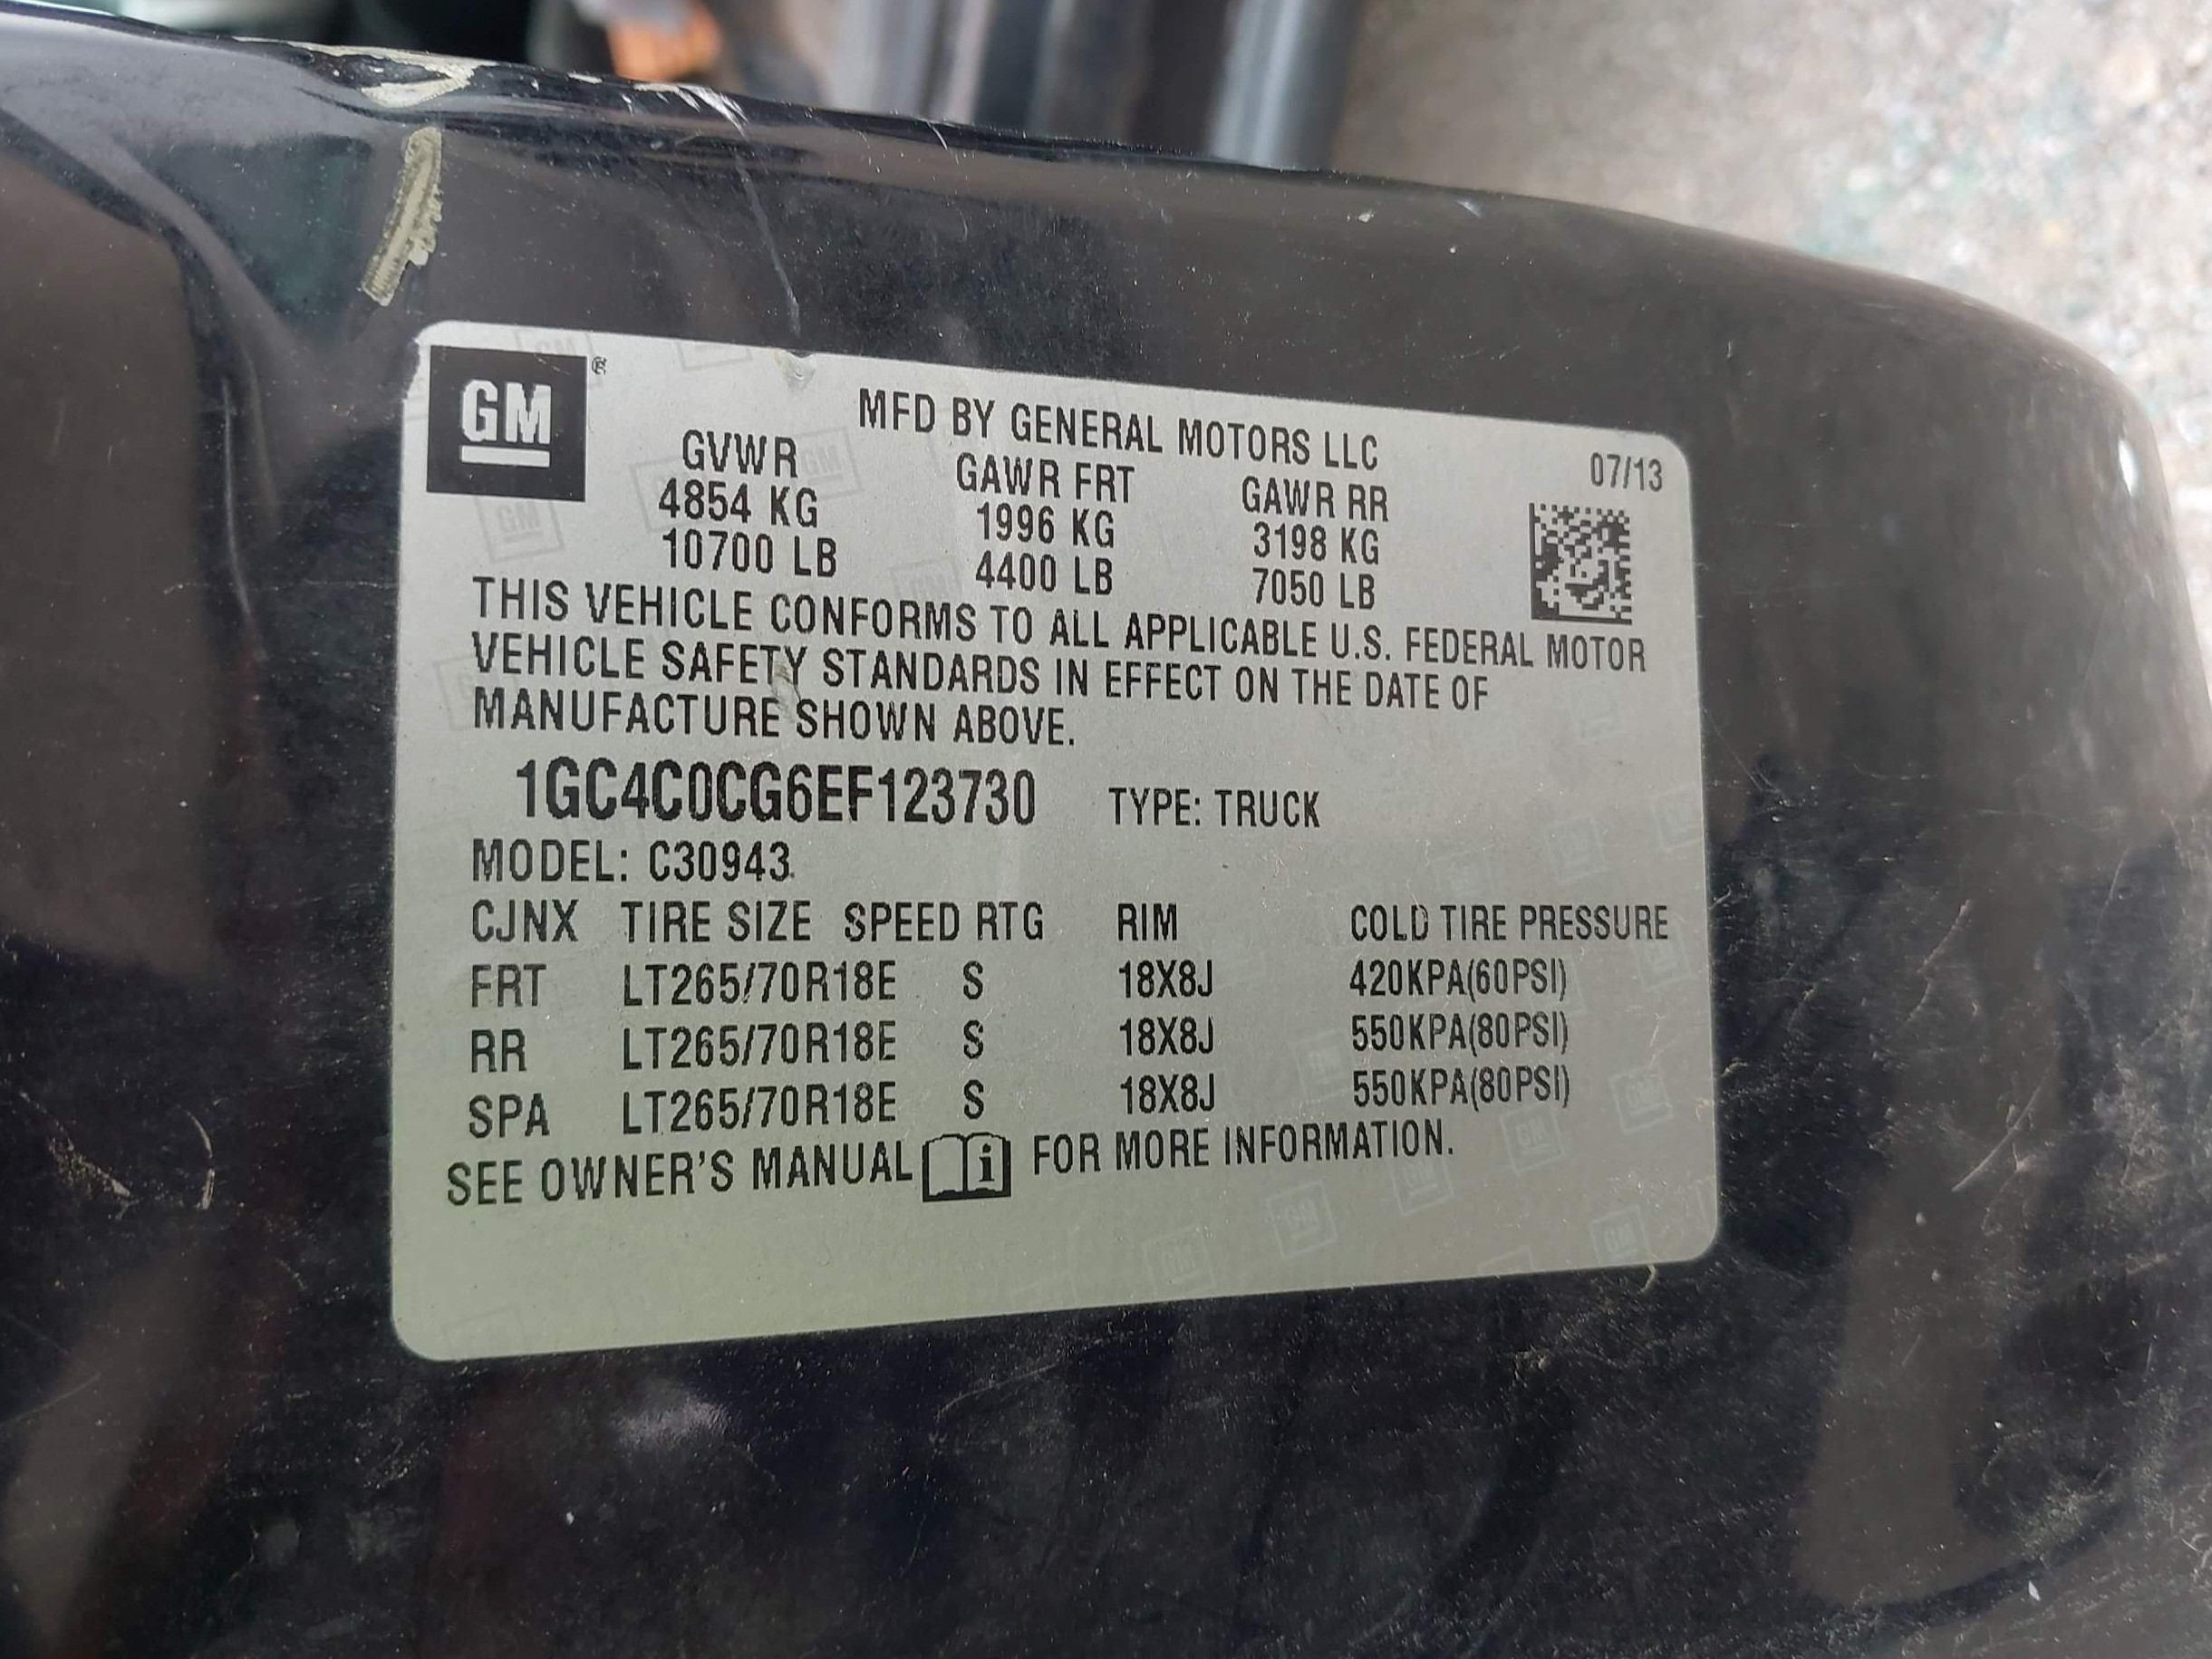 GM ®
MFD BY GENERAL MOTORS LLC
07/13
GVWR GAWR FRT GAWR RR
4854 KG 1996 KG 3198 KG
10700 LB 4400 LB 7050 LB
THIS VEHICLE CONFORMS TO ALL APPLICABLE U.S. FEDERAL MOTOR
VEHICLE SAFETY STANDARDS IN EFFECT ON THE DATE OF
MANUFACTURE SHOWN ABOVE.
1GC4C0CG6EF123730 TYPE: TRUCK
MODEL: C30943
CJNX TIRE SIZE SPEED RTG RIM COLD TIRE PRESSURE
FRT LT265/70R18E S 18X8J 420KPA(60PSI)
RR LT265/70R18E S 18X8J 550KPA(80PSI)
SPA LT265/70R18E S 18X8J 550KPA(80PSI)
SEE OWNER'S MANUAL i FOR MORE INFORMATION.